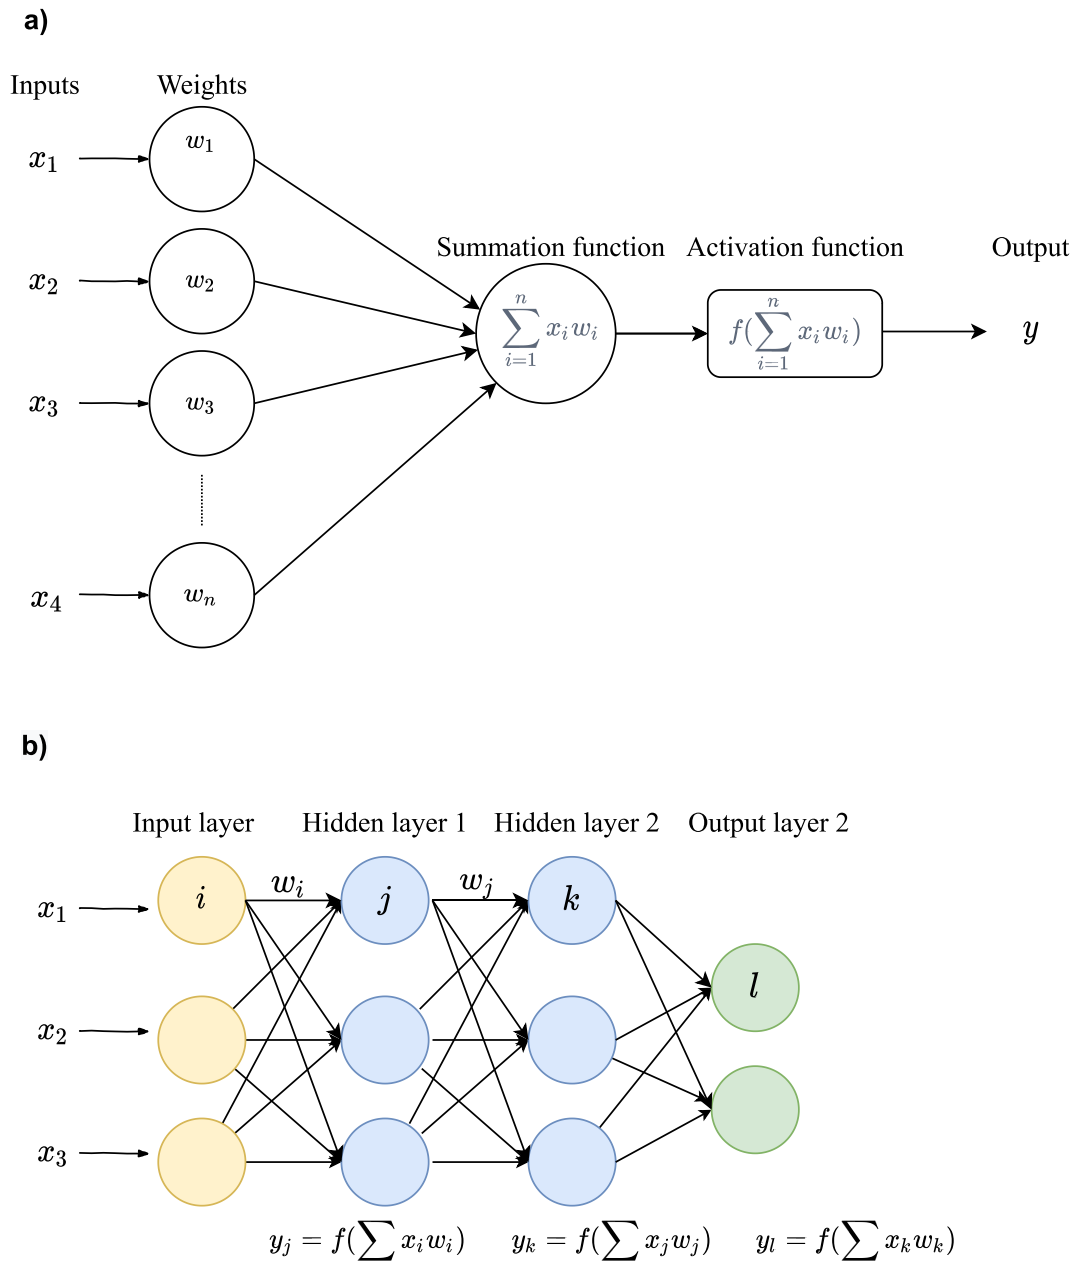 a)
Inputs Weights
x₁ w₁
Summation function Activation function Output
x₂ w₂
∑ᵢ₌₁ⁿ xᵢwᵢ f(∑ᵢ₌₁ⁿ xᵢwᵢ) y
x₃ w₃
x₄ wₙ
b)
Input layer Hidden layer 1 Hidden layer 2 Output layer 2
x₁ i wᵢ j wⱼ k
l
x₂
x₃
yⱼ = f(∑ xᵢwᵢ) yₖ = f(∑ xⱼwⱼ) yₗ = f(∑ xₖwₖ)